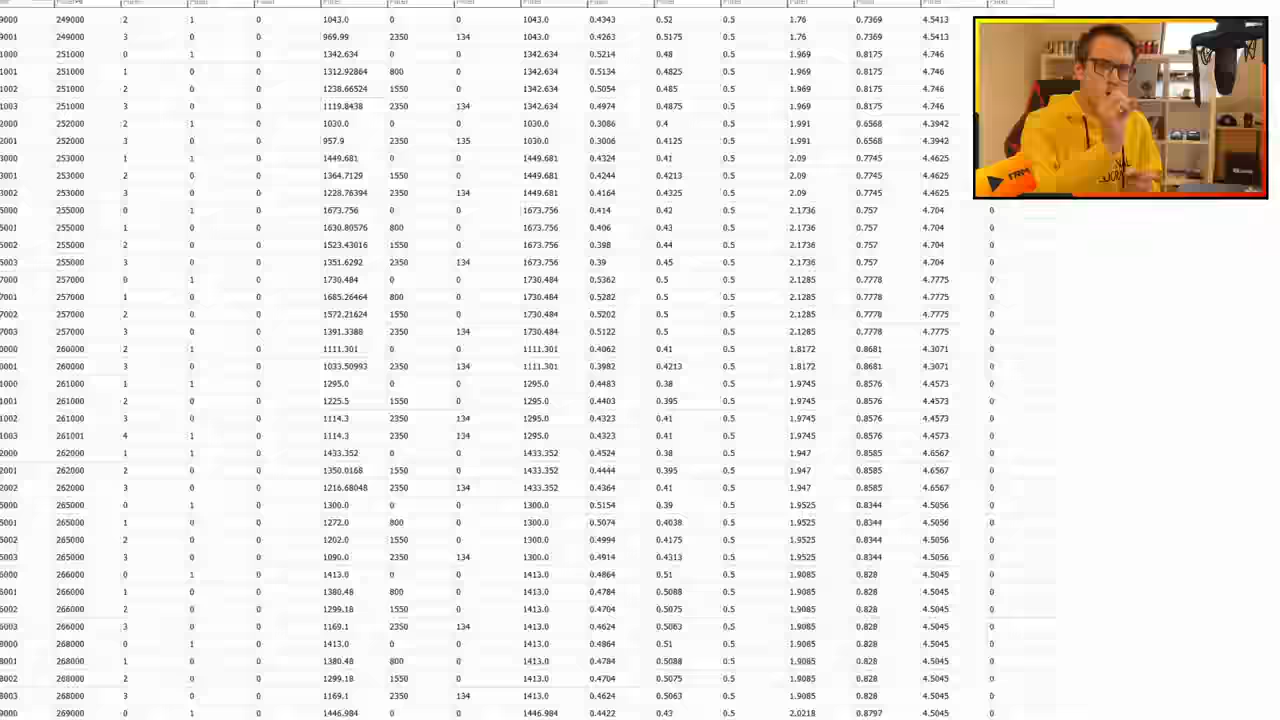 9000 249000 2 1 0 1043.0 0 0 1043.0 0.4343 0.52 0.5 1.76 0.7369 4.5413
9001 249000 3 0 0 969.99 2350 134 1043.0 0.4263 0.5175 0.5 1.76 0.7369 4.5413
1000 251000 0 1 0 1342.634 0 0 1342.634 0.5214 0.48 0.5 1.969 0.8175 4.746
1001 251000 1 0 0 1312.92864 800 0 1342.634 0.5134 0.4825 0.5 1.969 0.8175 4.746
1002 251000 2 0 0 1238.66524 1550 0 1342.634 0.5054 0.485 0.5 1.969 0.8175 4.746
1003 251000 3 0 0 1119.8438 2350 134 1342.634 0.4974 0.4875 0.5 1.969 0.8175 4.746
2000 252000 2 1 0 1030.0 0 0 1030.0 0.3086 0.4 0.5 1.991 0.6568 4.3942
2001 252000 3 0 0 957.9 2350 135 1030.0 0.3006 0.4125 0.5 1.991 0.6568 4.3942
3000 253000 1 1 0 1449.681 0 0 1449.681 0.4324 0.41 0.5 2.09 0.7745 4.4625
3001 253000 2 0 0 1364.7129 1550 0 1449.681 0.4244 0.4213 0.5 2.09 0.7745 4.4625
3002 253000 3 0 0 1228.76394 2350 134 1449.681 0.4164 0.4325 0.5 2.09 0.7745 4.4625
5000 255000 0 1 0 1673.756 0 0 1673.756 0.414 0.42 0.5 2.1736 0.757 4.704 0
5001 255000 1 0 0 1630.80576 800 0 1673.756 0.406 0.43 0.5 2.1736 0.757 4.704 0
5002 255000 2 0 0 1523.43016 1550 0 1673.756 0.398 0.44 0.5 2.1736 0.757 4.704 0
5003 255000 3 0 0 1351.6292 2350 134 1673.756 0.39 0.45 0.5 2.1736 0.757 4.704 0
7000 257000 0 1 0 1730.484 0 0 1730.484 0.5362 0.5 0.5 2.1285 0.7778 4.7775 0
7001 257000 1 0 0 1685.26464 800 0 1730.484 0.5282 0.5 0.5 2.1285 0.7778 4.7775 0
7002 257000 2 0 0 1572.21624 1550 0 1730.484 0.5202 0.5 0.5 2.1285 0.7778 4.7775 0
7003 257000 3 0 0 1391.3388 2350 134 1730.484 0.5122 0.5 0.5 2.1285 0.7778 4.7775 0
0000 260000 2 1 0 1111.301 0 0 1111.301 0.4062 0.41 0.5 1.8172 0.8681 4.3071 0
0001 260000 3 0 0 1033.50993 2350 134 1111.301 0.3982 0.4213 0.5 1.8172 0.8681 4.3071 0
1000 261000 1 1 0 1295.0 0 0 1295.0 0.4483 0.38 0.5 1.9745 0.8576 4.4573 0
1001 261000 2 0 0 1225.5 1550 0 1295.0 0.4403 0.395 0.5 1.9745 0.8576 4.4573 0
1002 261000 3 0 0 1114.3 2350 134 1295.0 0.4323 0.41 0.5 1.9745 0.8576 4.4573 0
1003 261001 4 1 0 1114.3 2350 134 1295.0 0.4323 0.41 0.5 1.9745 0.8576 4.4573 0
2000 262000 1 1 0 1433.352 0 0 1433.352 0.4524 0.38 0.5 1.947 0.8585 4.6567 0
2001 262000 2 0 0 1350.0168 1550 0 1433.352 0.4444 0.395 0.5 1.947 0.8585 4.6567 0
2002 262000 3 0 0 1216.68048 2350 134 1433.352 0.4364 0.41 0.5 1.947 0.8585 4.6567 0
5000 265000 0 1 0 1300.0 0 0 1300.0 0.5154 0.39 0.5 1.9525 0.8344 4.5056 0
5001 265000 1 0 0 1272.0 800 0 1300.0 0.5074 0.4038 0.5 1.9525 0.8344 4.5056 0
5002 265000 2 0 0 1202.0 1550 0 1300.0 0.4994 0.4175 0.5 1.9525 0.8344 4.5056 0
5003 265000 3 0 0 1090.0 2350 134 1300.0 0.4914 0.4313 0.5 1.9525 0.8344 4.5056 0
6000 266000 0 1 0 1413.0 0 0 1413.0 0.4864 0.51 0.5 1.9085 0.828 4.5045 0
6001 266000 1 0 0 1380.48 800 0 1413.0 0.4784 0.5088 0.5 1.9085 0.828 4.5045 0
6002 266000 2 0 0 1299.18 1550 0 1413.0 0.4704 0.5075 0.5 1.9085 0.828 4.5045 0
6003 266000 3 0 0 1169.1 2350 134 1413.0 0.4624 0.5063 0.5 1.9085 0.828 4.5045 0
8000 268000 0 1 0 1413.0 0 0 1413.0 0.4864 0.51 0.5 1.9085 0.828 4.5045 0
8001 268000 1 0 0 1380.48 800 0 1413.0 0.4784 0.5088 0.5 1.9085 0.828 4.5045 0
8002 268000 2 0 0 1299.18 1550 0 1413.0 0.4704 0.5075 0.5 1.9085 0.828 4.5045 0
8003 268000 3 0 0 1169.1 2350 134 1413.0 0.4624 0.5063 0.5 1.9085 0.828 4.5045 0
9000 269000 0 1 0 1446.984 0 0 1446.984 0.4422 0.43 0.5 2.0218 0.8797 4.5045 0